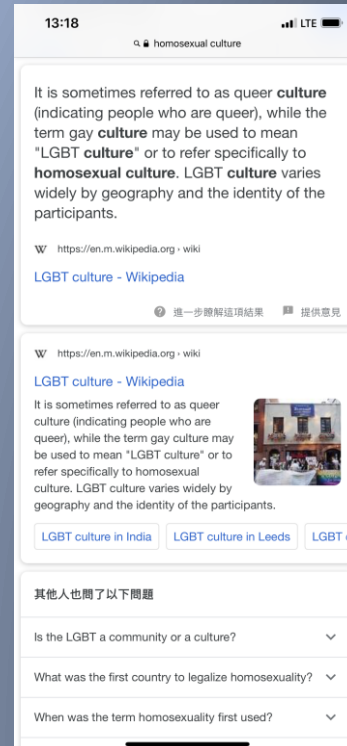 13:18
LTE
homosexual culture
It is sometimes referred to as queer culture
(indicating people who are queer), while the
term gay culture may be used to mean
"LGBT culture" or to refer specifically to
homosexual culture. LGBT culture varies
widely by geography and the identity of the
participants.
W https://en.m.wikipedia.org › wiki
LGBT culture - Wikipedia
進一步瞭解這項結果 提供意見
W https://en.m.wikipedia.org › wiki
LGBT culture - Wikipedia
It is sometimes referred to as queer
culture (indicating people who are
queer), while the term gay culture may
be used to mean "LGBT culture" or to
refer specifically to homosexual
culture. LGBT culture varies widely by
geography and the identity of the participants.
LGBT culture in India LGBT culture in Leeds LGBT
其他人也問了以下問題
Is the LGBT a community or a culture?
What was the first country to legalize homosexuality?
When was the term homosexuality first used?